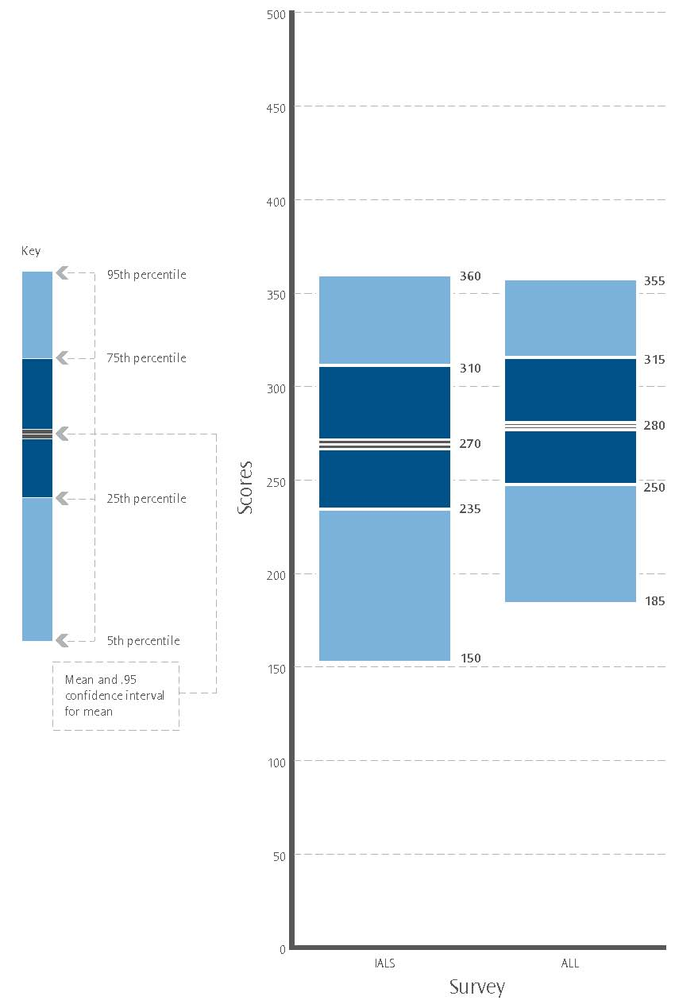 Key
95th percentile
75th percentile
25th percentile
5th percentile
Mean and .95
confidence interval
for mean
Scores
500
450
400
350
300
250
200
150
100
50
0
360
310
270
235
150
355
315
280
250
185
IALS
ALL
Survey